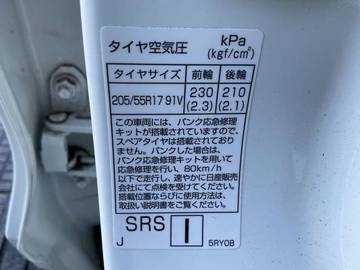 タイヤ空気圧 kPa
(kgf/cm²)
タイヤサイズ 前輪 後輪
205/55R17 91V 230 210
(2.3) (2.1)
この車両には、パンク応急修理
キットが搭載されていますので、
スペアタイヤは搭載されていま
せん。パンクした場合は、
パンク応急修理キットを用いて
応急修理を行い、80km/h
以下で走行し、速やかに日産販売
会社にて点検を受けてください。
搭載位置ならびに使用方法は、
取扱い説明書をご覧ください。
SRS I
J 5RY0B